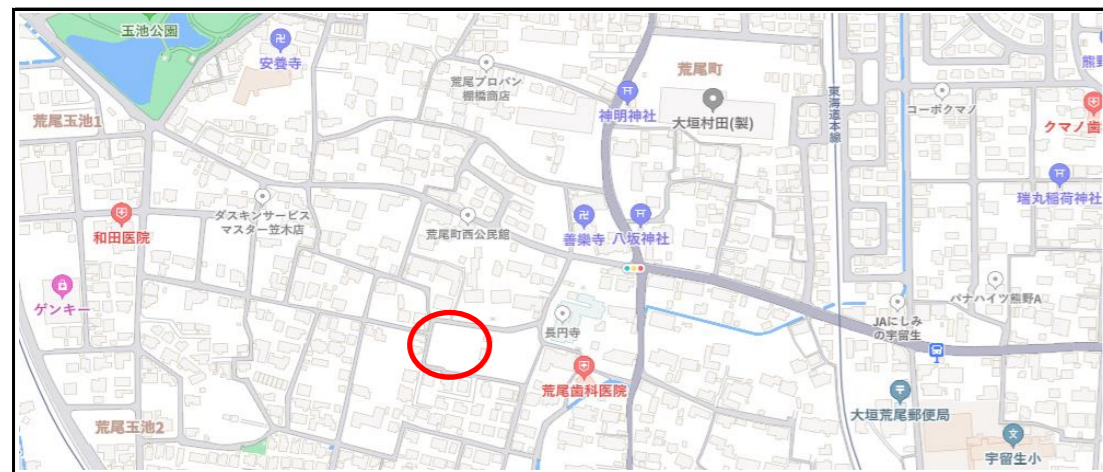 玉池公園
安養寺
荒尾プロパン
棚橋商店
荒尾町
神明神社
大垣村田(製)
東海道本線
コーポクマノ
熊野
クマノ歯
荒尾玉池1
瑞丸稲荷神社
和田医院
ダスキンサービス
マスター笠木店
荒尾町西公民館
善樂寺
八坂神社
ゲンキー
長円寺
パナハイツ熊野A
JAにしみ
の宇留生
荒尾歯科医院
大垣荒尾郵便局
荒尾玉池2
文
宇留生小